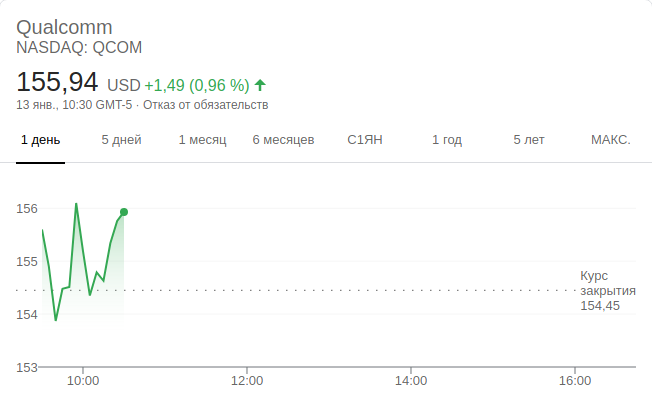 Qualcomm
NASDAQ: QCOM
155,94 USD +1,49 (0,96 %)
13 янв., 10:30 GMT-5 · Отказ от обязательств
1 день 5 дней 1 месяц 6 месяцев С1ЯН 1 год 5 лет МАКС.
156
155
Курс
закрытия
154,45
154
153
10:00 12:00 14:00 16:00